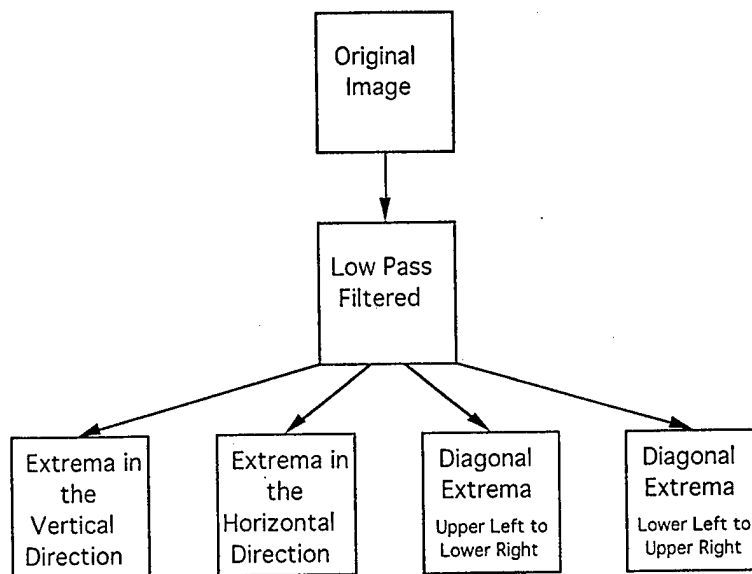 Original
Image
Low Pass
Filtered
Extrema in
the
Vertical
Direction
Extrema in
the
Horizontal
Direction
Diagonal
Extrema
Upper Left to
Lower Right
Diagonal
Extrema
Lower Left to
Upper Right